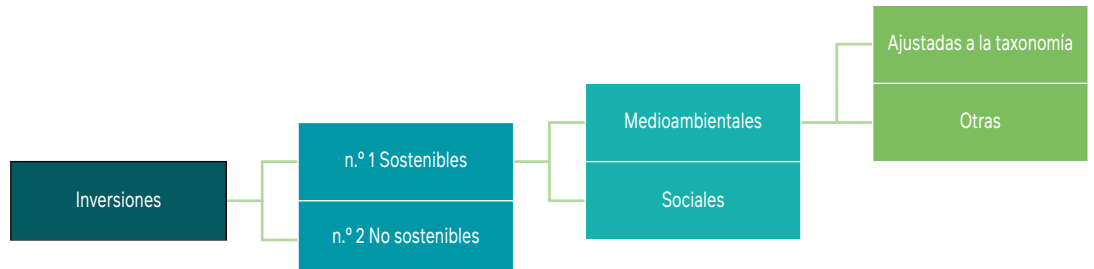 Inversiones
n.º 1 Sostenibles
n.º 2 No sostenibles
Medioambientales
Sociales
Ajustadas a la taxonomía
Otras